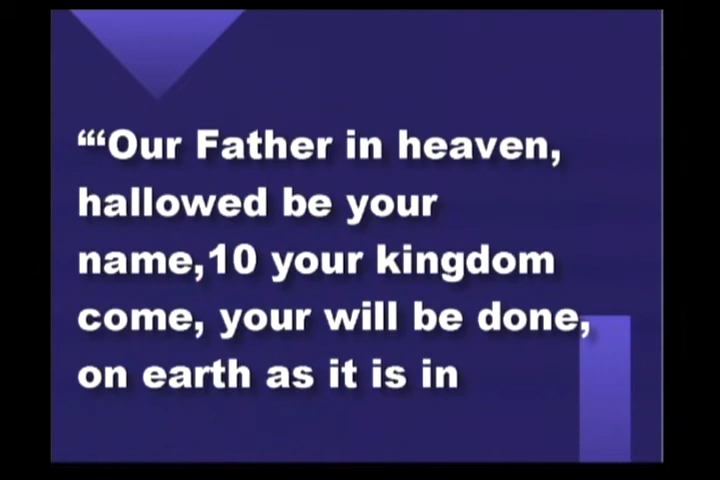 “‘Our Father in heaven,
hallowed be your
name,10 your kingdom
come, your will be done,
on earth as it is in